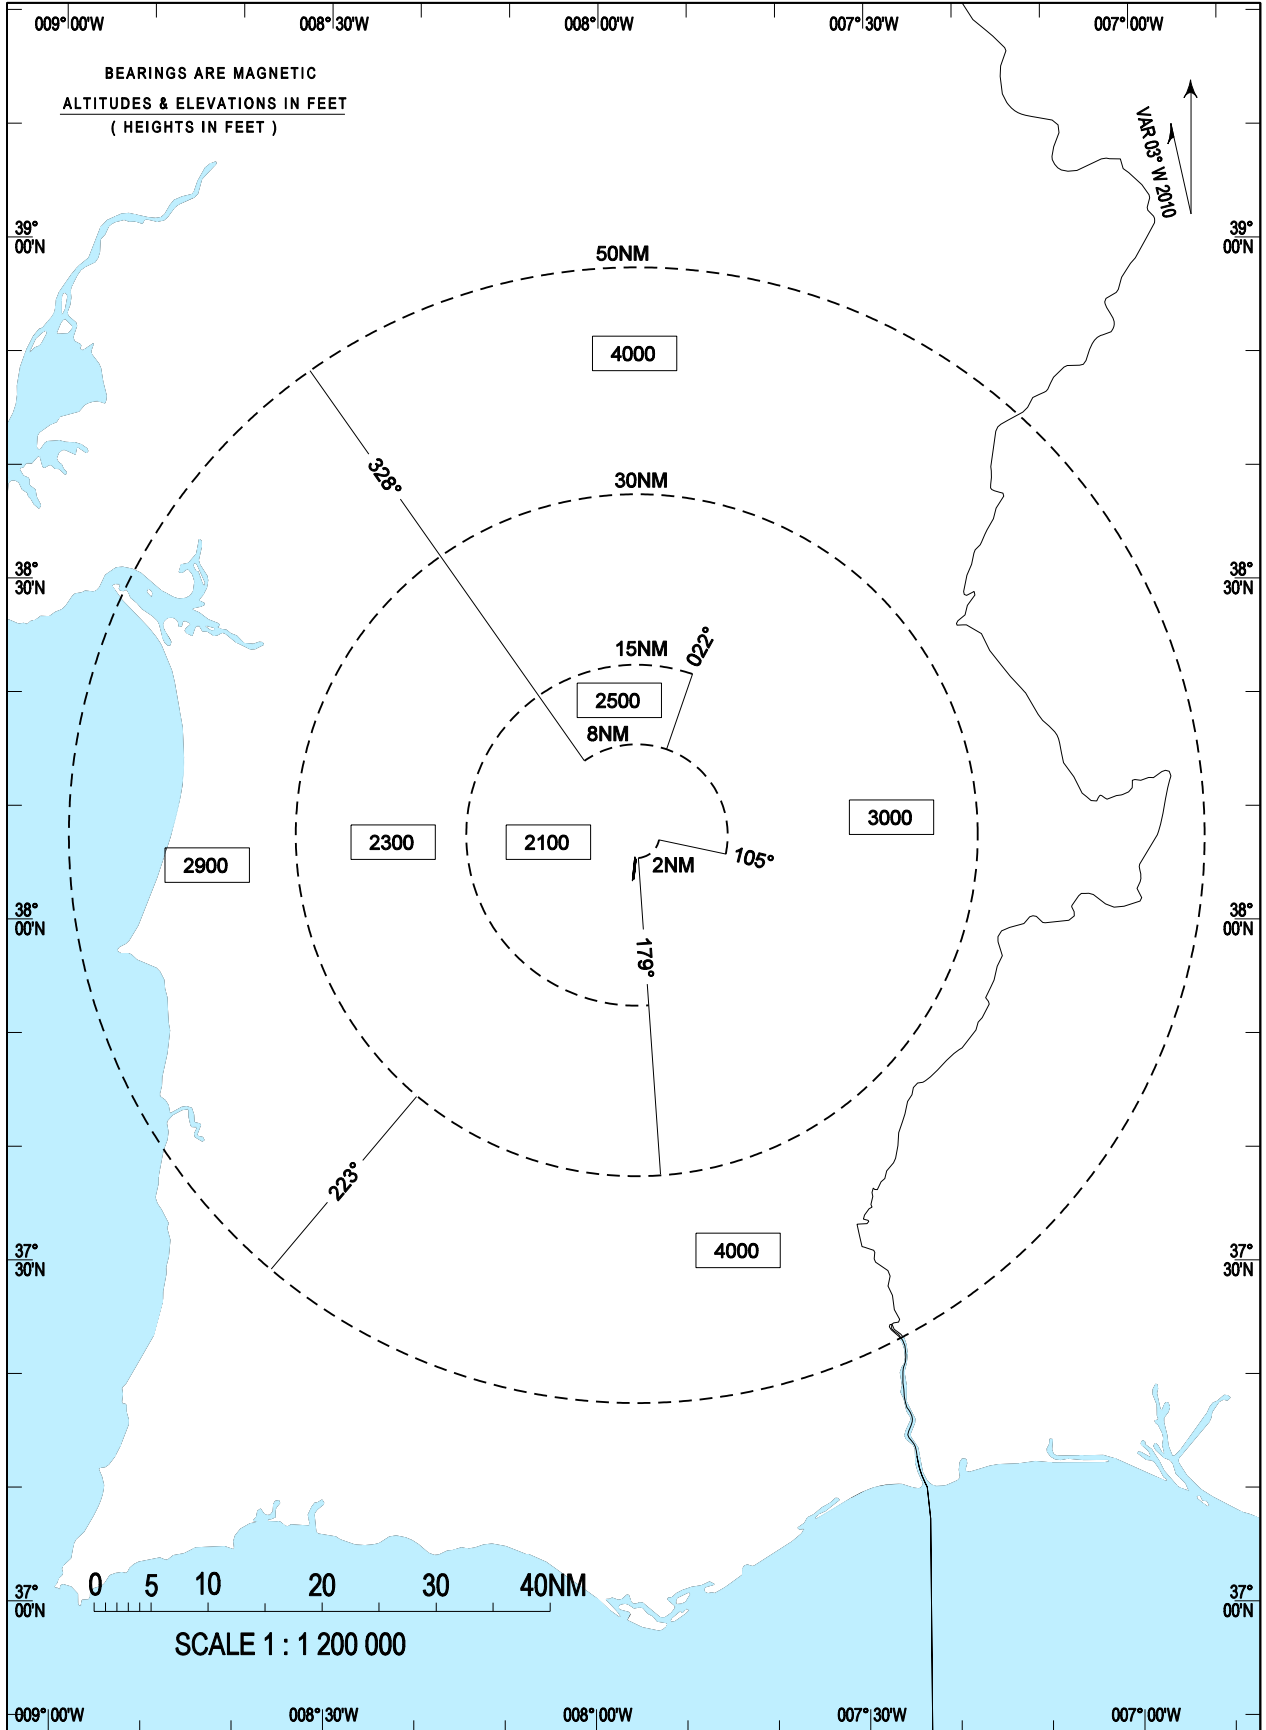 009°00'W 008°30'W 008°00'W 007°30'W 007°00'W
BEARINGS ARE MAGNETIC
ALTITUDES & ELEVATIONS IN FEET
( HEIGHTS IN FEET )
VAR 03° W 2010
39°
00'N
39°
00'N
50NM
4000
328°
30NM
38°
30'N
38°
30'N
15NM
022°
2500
8NM
3000
2300
2100
2900
2NM
105°
38°
00'N
38°
00'N
179°
223°
4000
37°
30'N
37°
30'N
0 5 10 20 30 40NM
37°
00'N
37°
00'N
SCALE 1 : 1 200 000
009°00'W 008°30'W 008°00'W 007°30'W 007°00'W